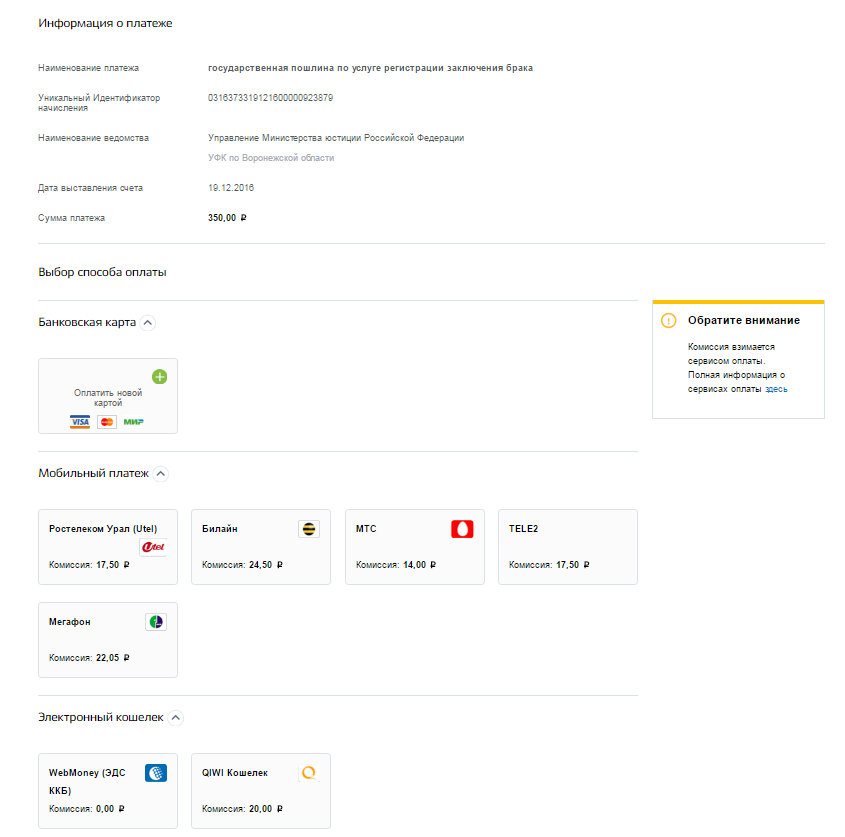 Информация о платеже
Наименование платежа
государственная пошлина по услуге регистрации заключения брака
Уникальный Идентификатор
начисления
0316373319121600000923879
Наименование ведомства
Управление Министерства юстиции Российской Федерации
УФК по Воронежской области
Дата выставления счета
19.12.2016
Сумма платежа
350,00 ₽
Выбор способа оплаты
Банковская карта
Оплатить новой
картой
VISA
МИР
Обратите внимание
Комиссия взимается
сервисом оплаты.
Полная информация о
сервисах оплаты здесь
Мобильный платеж
Ростелеком Урал (Utel)
Utel
Комиссия: 17,50 ₽
Билайн
Комиссия: 24,50 ₽
МТС
Комиссия: 14,00 ₽
TELE2
Комиссия: 17,50 ₽
Мегафон
Комиссия: 22,05 ₽
Электронный кошелек
WebMoney (ЭДС
ККБ)
Комиссия: 0,00 ₽
QIWI Кошелек
Комиссия: 20,00 ₽